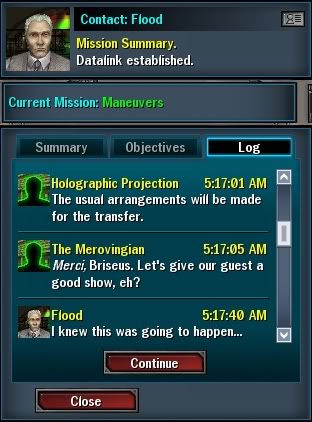 Contact: Flood
Mission Summary.
Datalink established.
Current Mission: Maneuvers
Summary Objectives Log
Holographic Projection 5:17:01 AM
The usual arrangements will be made
for the transfer.
The Merovingian 5:17:05 AM
Merci, Briseus. Let's give our guest a
good show, eh?
Flood 5:17:40 AM
I knew this was going to happen...
Continue
Close